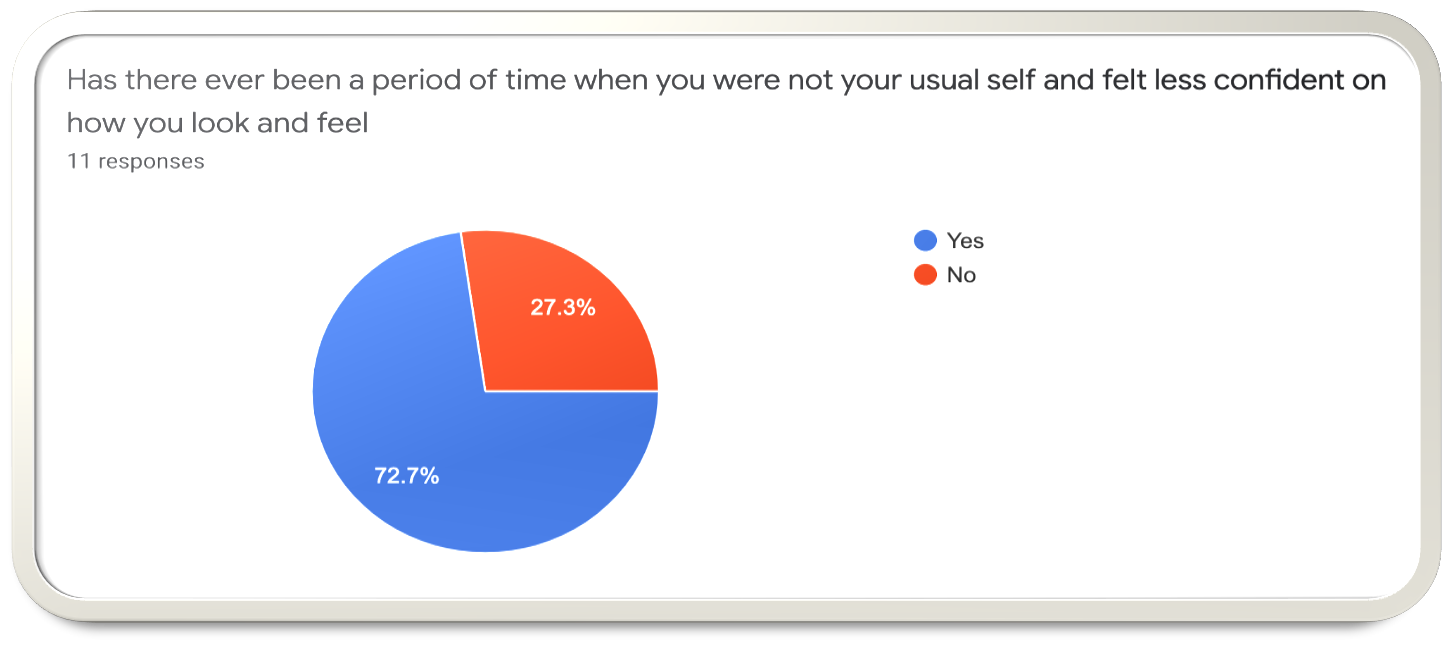 Has there ever been a period of time when you were not your usual self and felt less confident on
how you look and feel
11 responses
Yes
No
27.3%
72.7%